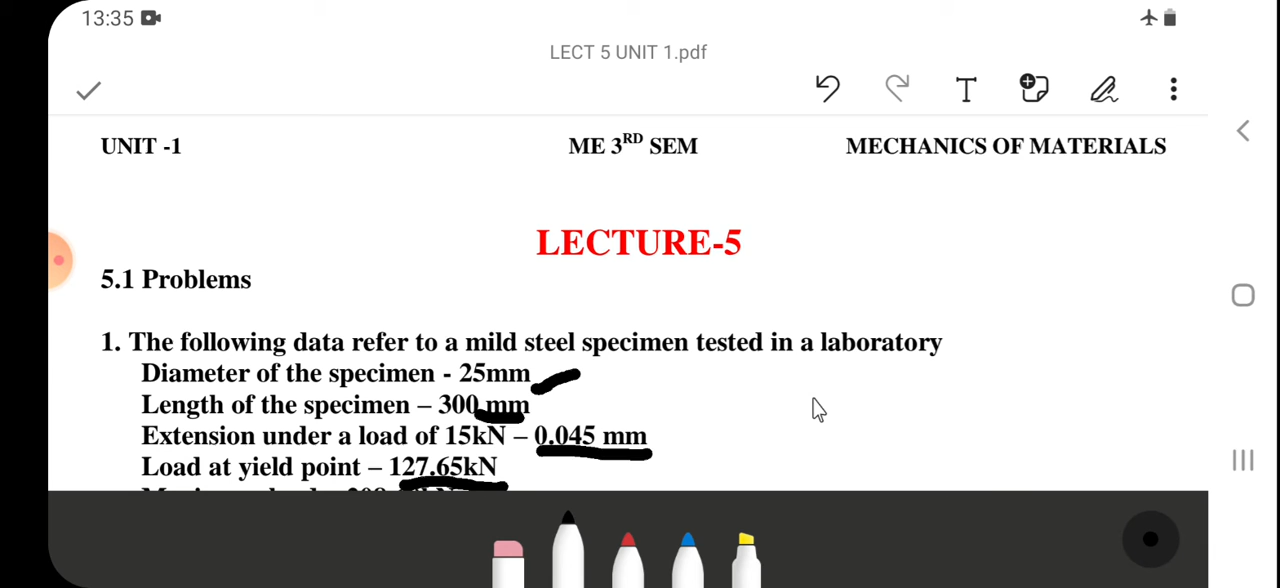 13:35
LECT 5 UNIT 1.pdf
T
UNIT -1 ME 3RD SEM MECHANICS OF MATERIALS
LECTURE-5
5.1 Problems
1. The following data refer to a mild steel specimen tested in a laboratory
Diameter of the specimen - 25mm
Length of the specimen – 300 mm
Extension under a load of 15kN – 0.045 mm
Load at yield point – 127.65kN